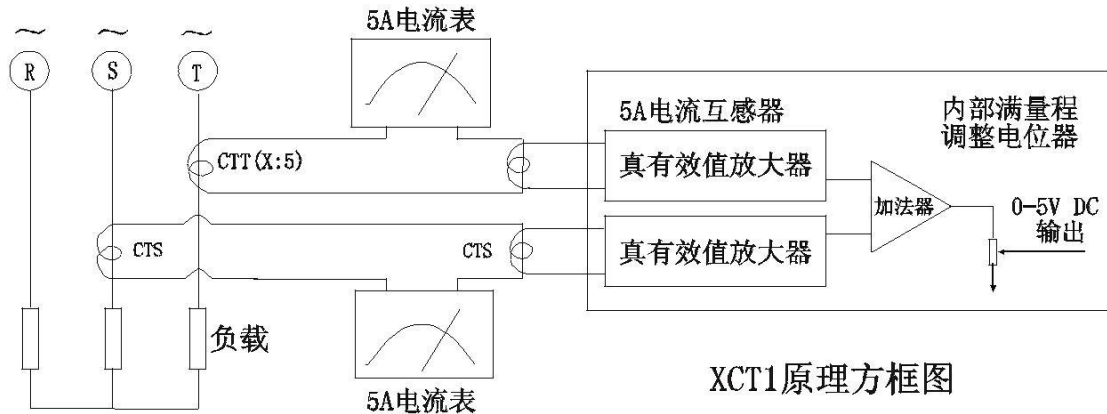 ~ ~ ~
R S T
5A电流表
CTT(X:5)
5A电流互感器
真有效值放大器
内部满量程
调整电位器
加法器
0-5V DC
输出
CTS
CTS
真有效值放大器
负载
5A电流表
XCT1原理方框图